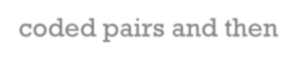 coded pairs and then